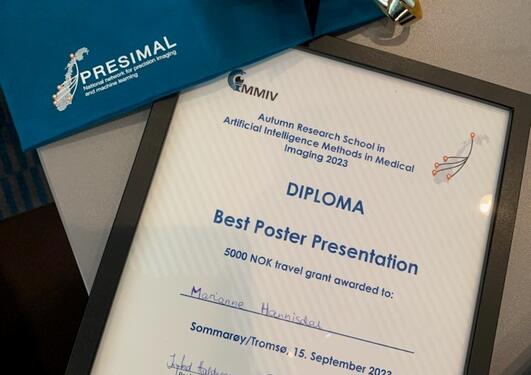 PRESIMAL
National network for precision imaging
and machine learning
MMIV
Autumn Research School in
Artificial Intelligence Methods in Medical
Imaging 2023
DIPLOMA
Best Poster Presentation
5000 NOK travel grant awarded to:
Marianne Hannisdal
Sommarøy/Tromsø, 15. September 2023